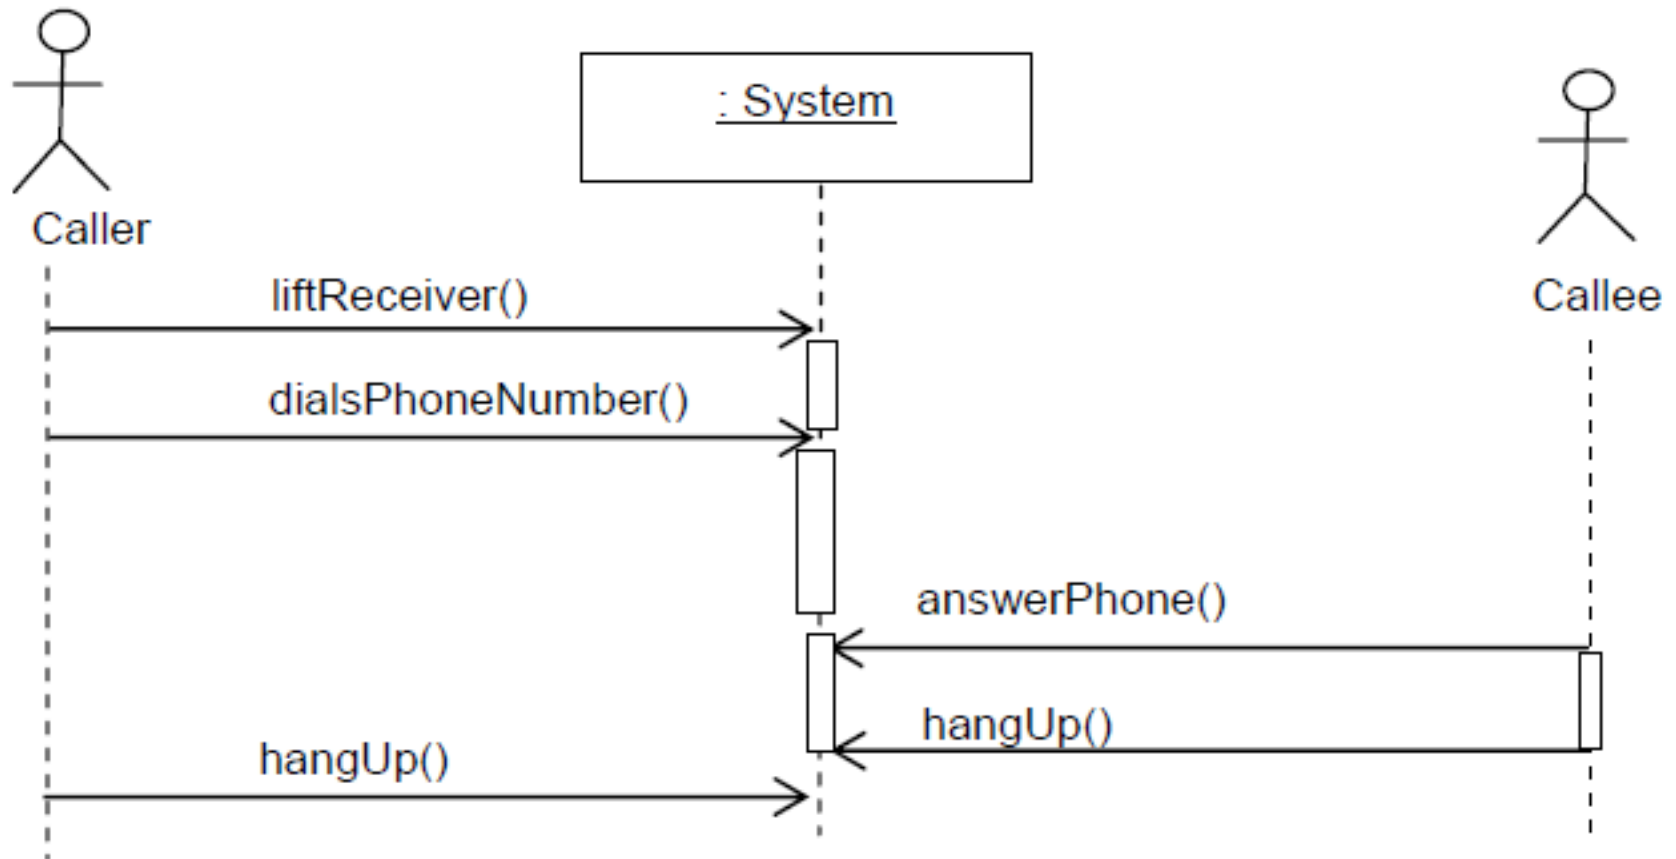 : System
Caller
Callee
liftReceiver()
dialsPhoneNumber()
answerPhone()
hangUp()
hangUp()